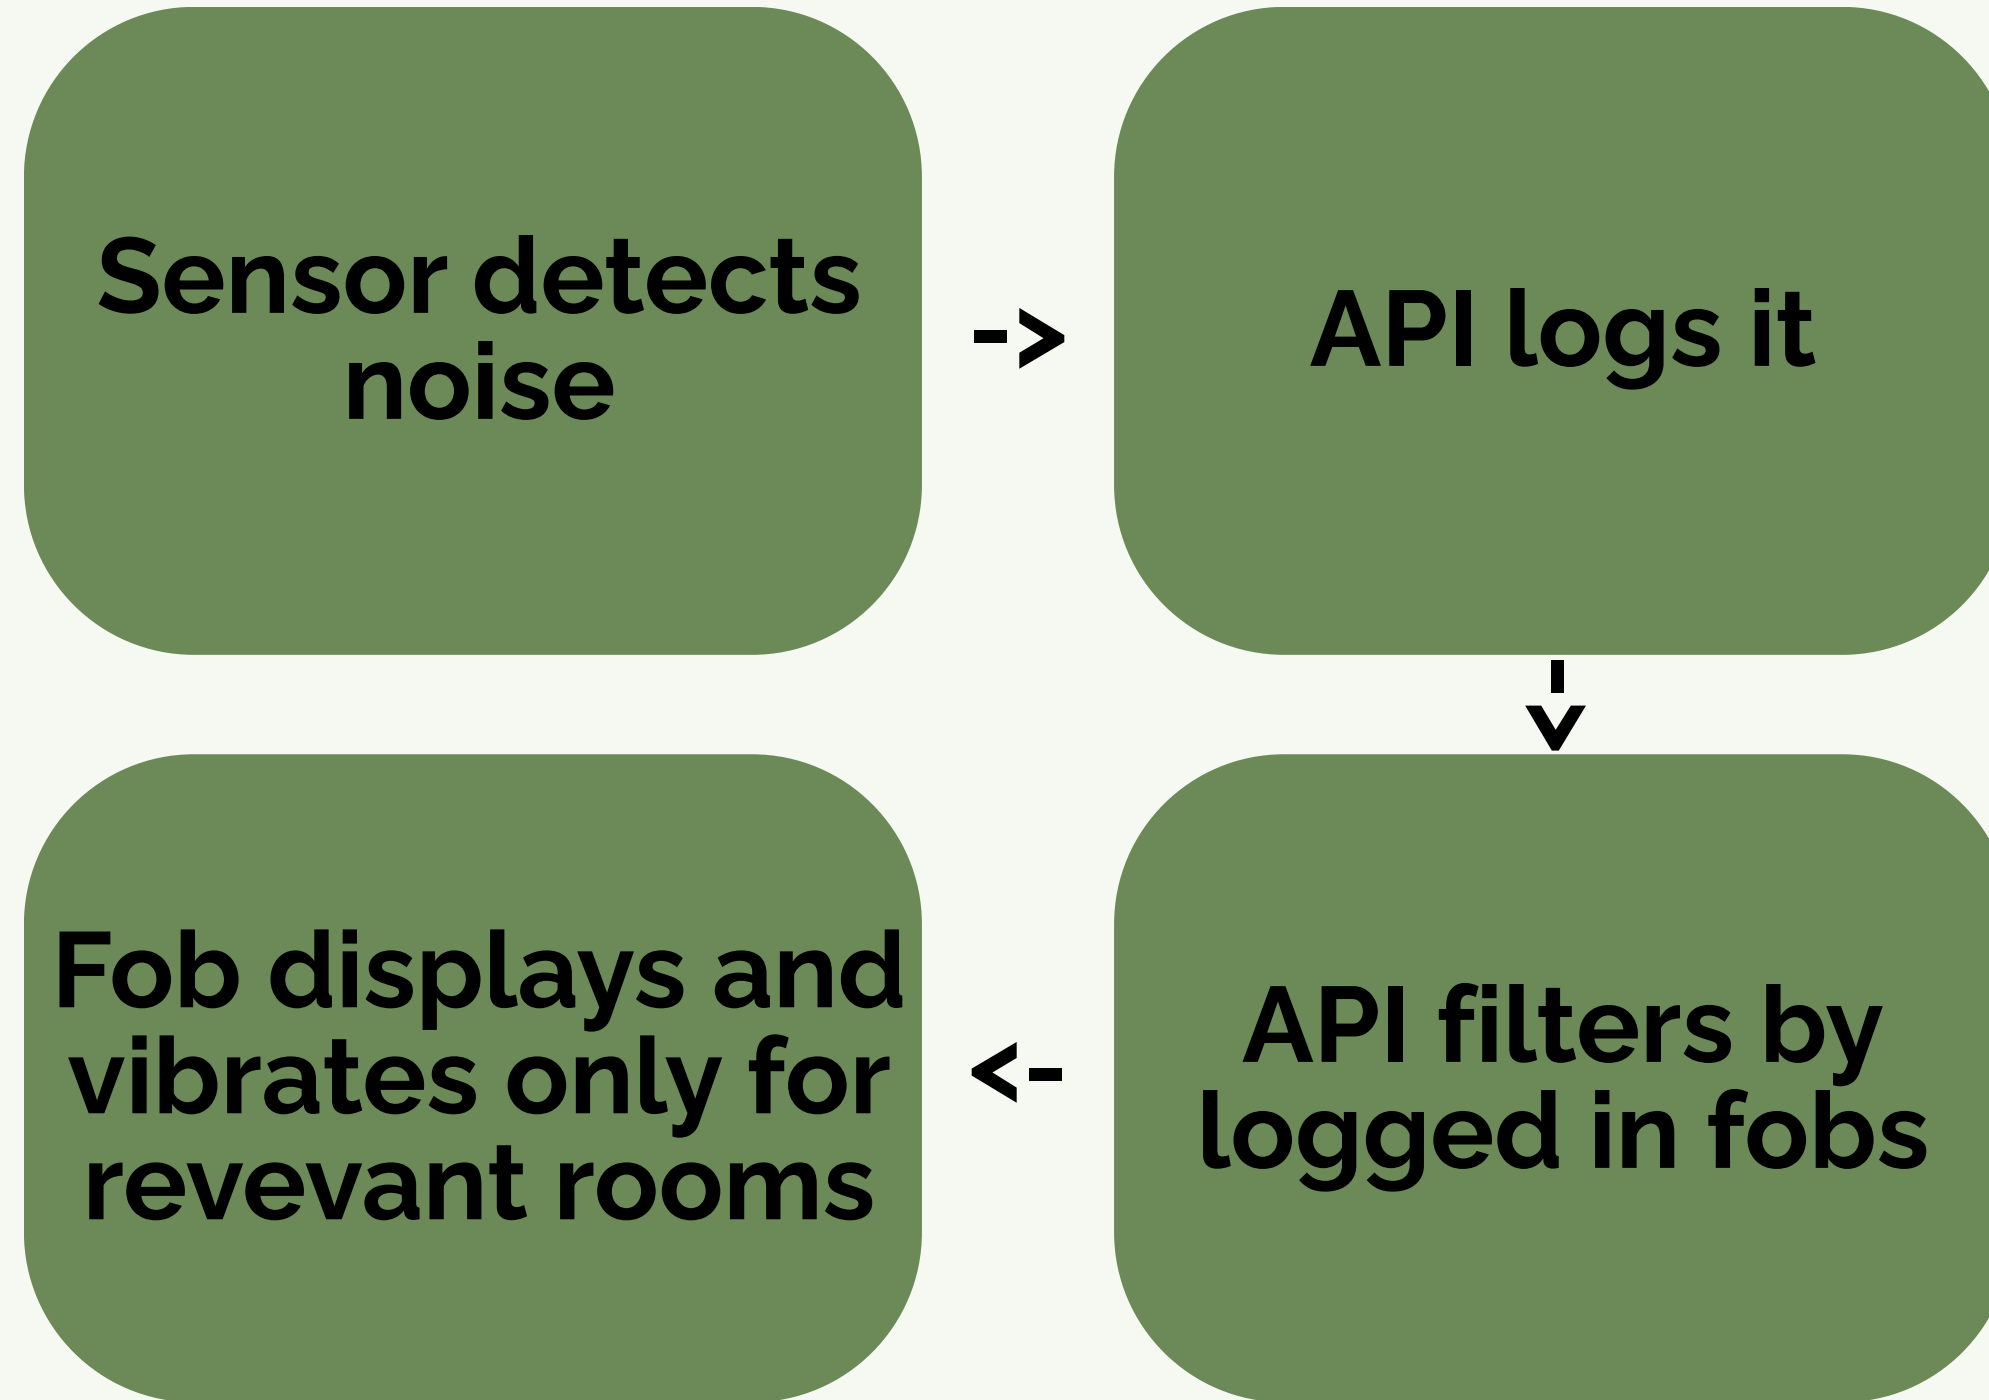 Sensor detects
noise
->
API logs it
->
API filters by
logged in fobs
<-
Fob displays and
vibrates only for
revevant rooms